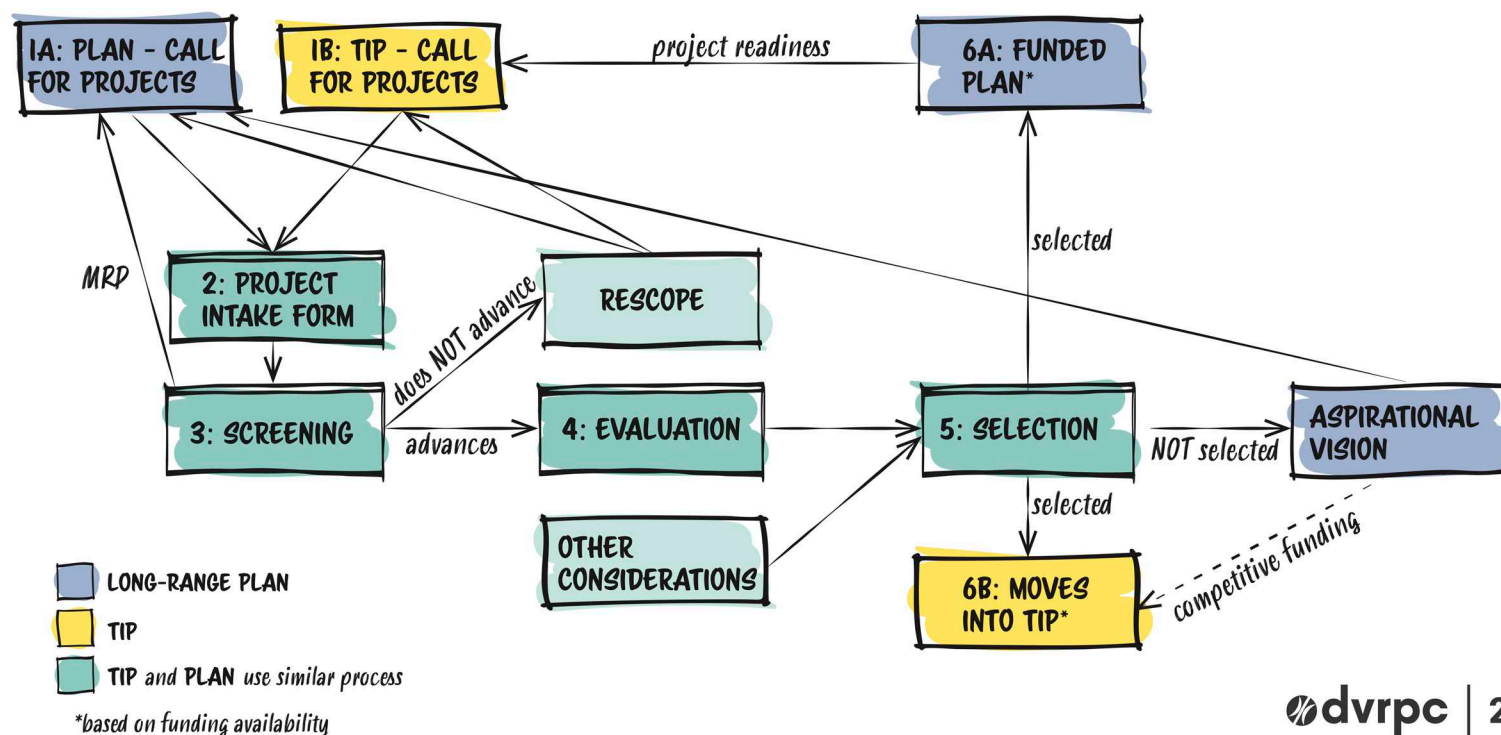 1A: PLAN - CALL
FOR PROJECTS
1B: TIP - CALL
FOR PROJECTS
project readiness
6A: FUNDED
PLAN*
MRP
2: PROJECT
INTAKE FORM
does NOT advance
RESCOPE
selected
3: SCREENING
advances
4: EVALUATION
5: SELECTION
NOT selected
ASPIRATIONAL
VISION
OTHER
CONSIDERATIONS
selected
6B: MOVES
INTO TIP*
competitive funding
LONG-RANGE PLAN
TIP
TIP and PLAN use similar process
*based on funding availability
dvrpc | 2